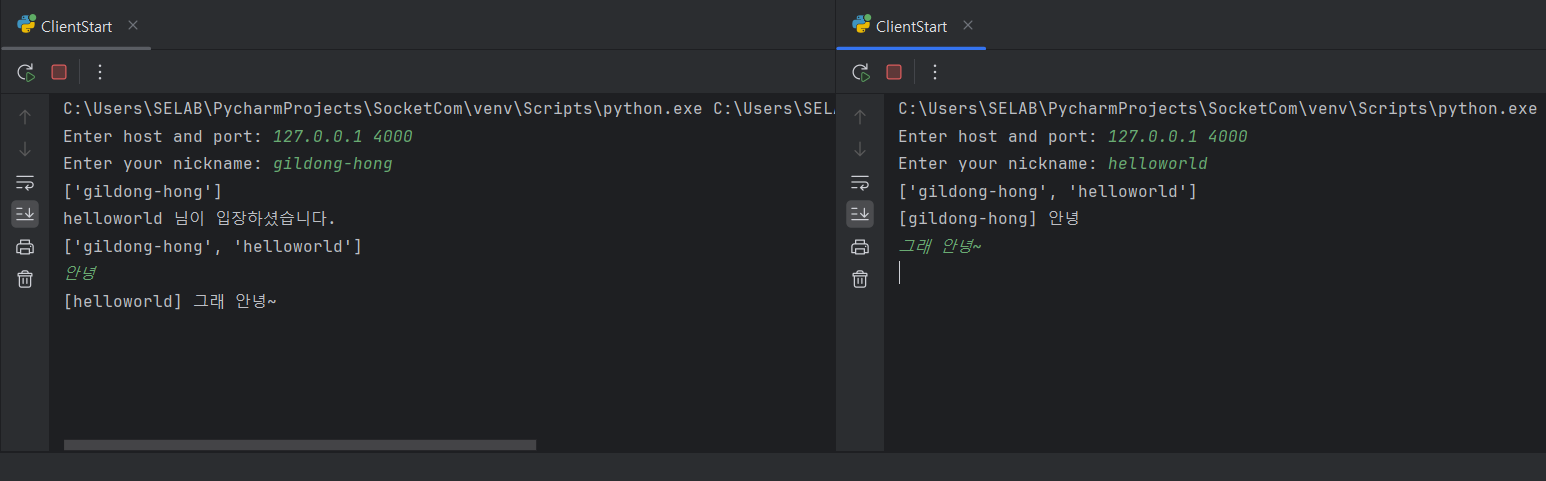 ClientStart
C:\Users\SELAB\PycharmProjects\SocketCom\venv\Scripts\python.exe C:\Users\SEL
Enter host and port: 127.0.0.1 4000
Enter your nickname: gildong-hong
['gildong-hong']
helloworld 님이 입장하셨습니다.
['gildong-hong', 'helloworld']
안녕
[helloworld] 그래 안녕~
ClientStart
C:\Users\SELAB\PycharmProjects\SocketCom\venv\Scripts\python.exe
Enter host and port: 127.0.0.1 4000
Enter your nickname: helloworld
['gildong-hong', 'helloworld']
[gildong-hong] 안녕
그래 안녕~